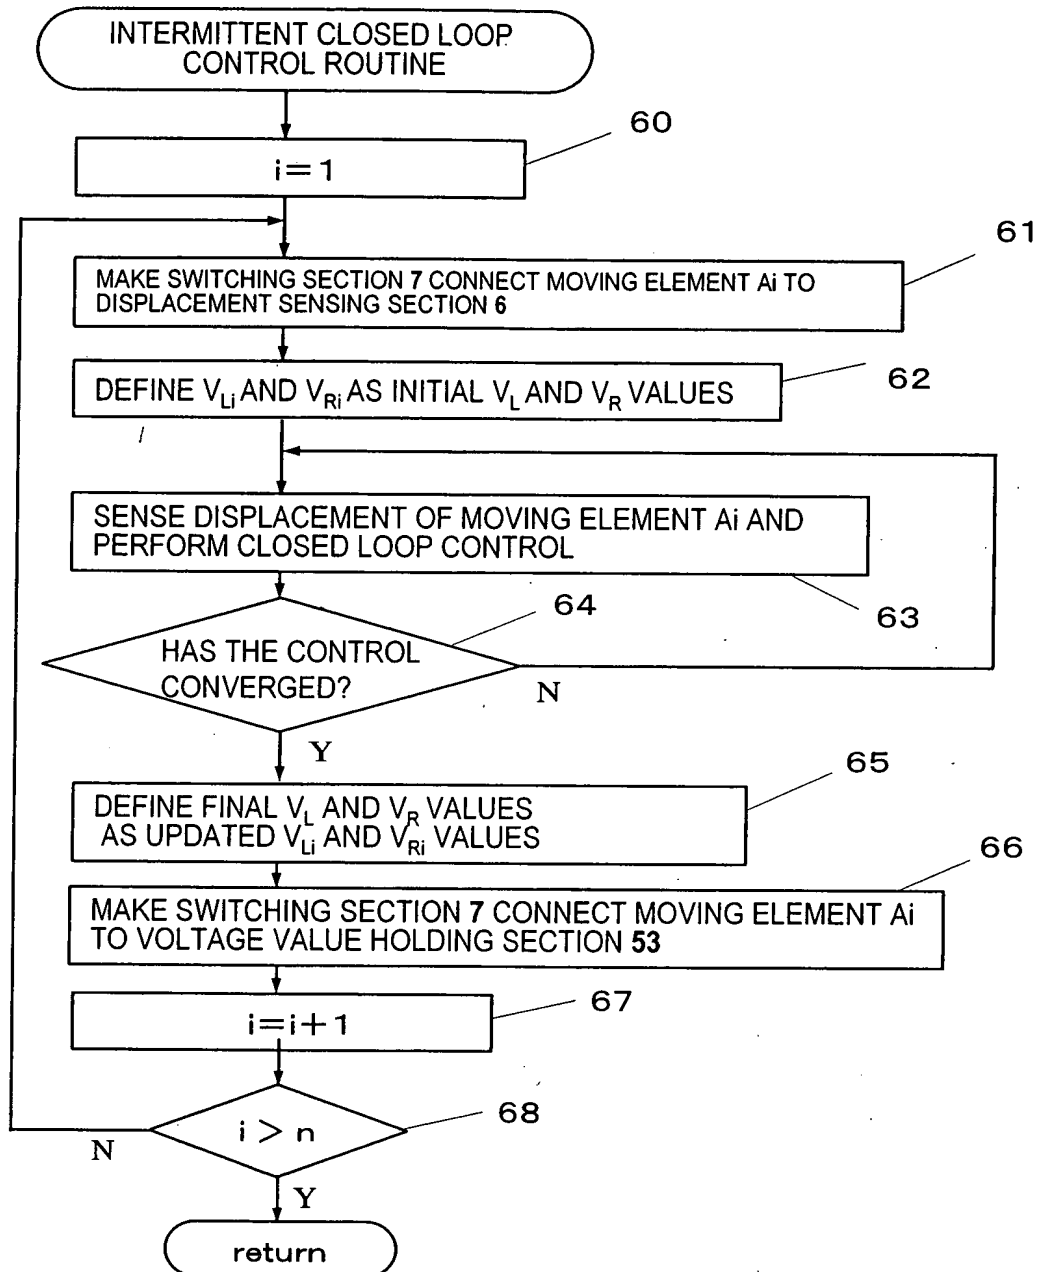 INTERMITTENT CLOSED LOOP
CONTROL ROUTINE
60
i=1
61
MAKE SWITCHING SECTION 7 CONNECT MOVING ELEMENT Ai TO
DISPLACEMENT SENSING SECTION 6
62
DEFINE VLi AND VRi AS INITIAL VL AND VR VALUES
SENSE DISPLACEMENT OF MOVING ELEMENT Ai AND
PERFORM CLOSED LOOP CONTROL
63
64
HAS THE CONTROL
CONVERGED?
N
Y
65
DEFINE FINAL VL AND VR VALUES
AS UPDATED VLi AND VRi VALUES
66
MAKE SWITCHING SECTION 7 CONNECT MOVING ELEMENT Ai
TO VOLTAGE VALUE HOLDING SECTION 53
67
i=i+1
68
i > n
N
Y
return